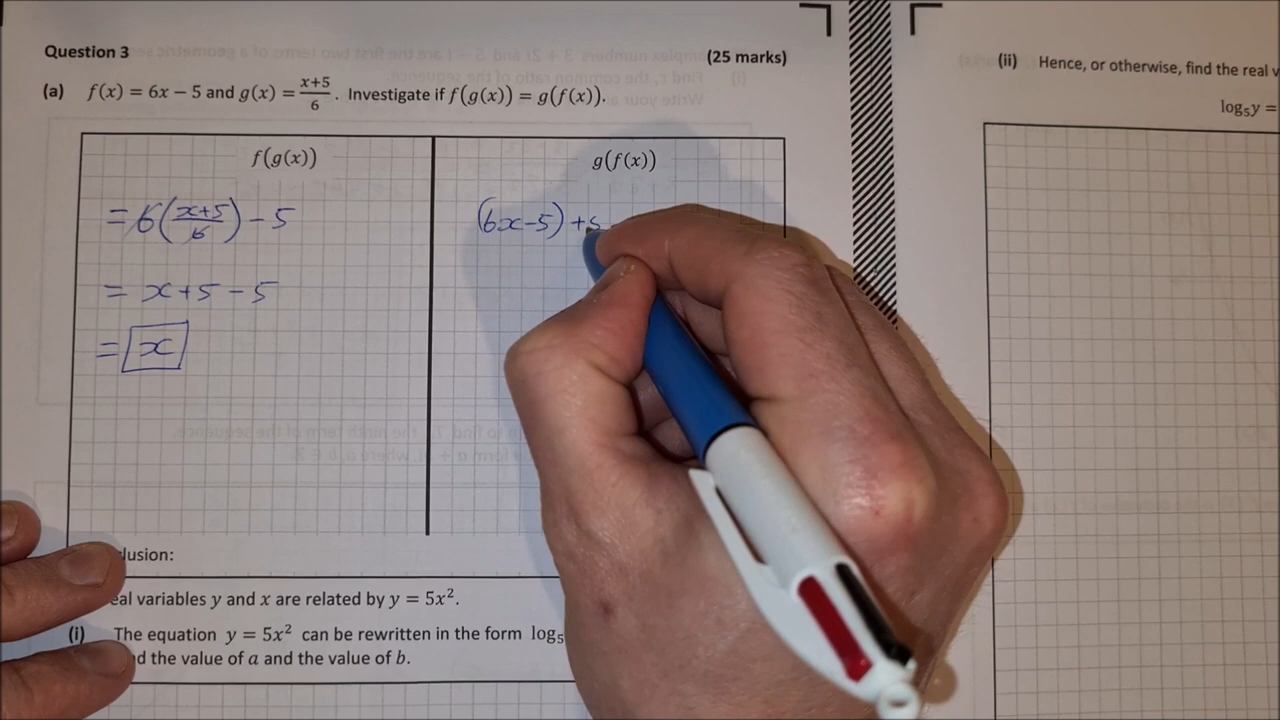 Question 3 (25 marks)
(a) f(x) = 6x − 5 and g(x) = (x+5)/6. Investigate if f(g(x)) = g(f(x)).
f(g(x))
= 6((x+5)/6) − 5
= x+5 − 5
= x
g(f(x))
(6x−5) +5
lusion:
eal variables y and x are related by y = 5x².
(i) The equation y = 5x² can be rewritten in the form log₅
d the value of a and the value of b.
(ii) Hence, or otherwise, find the real v
log₅y =